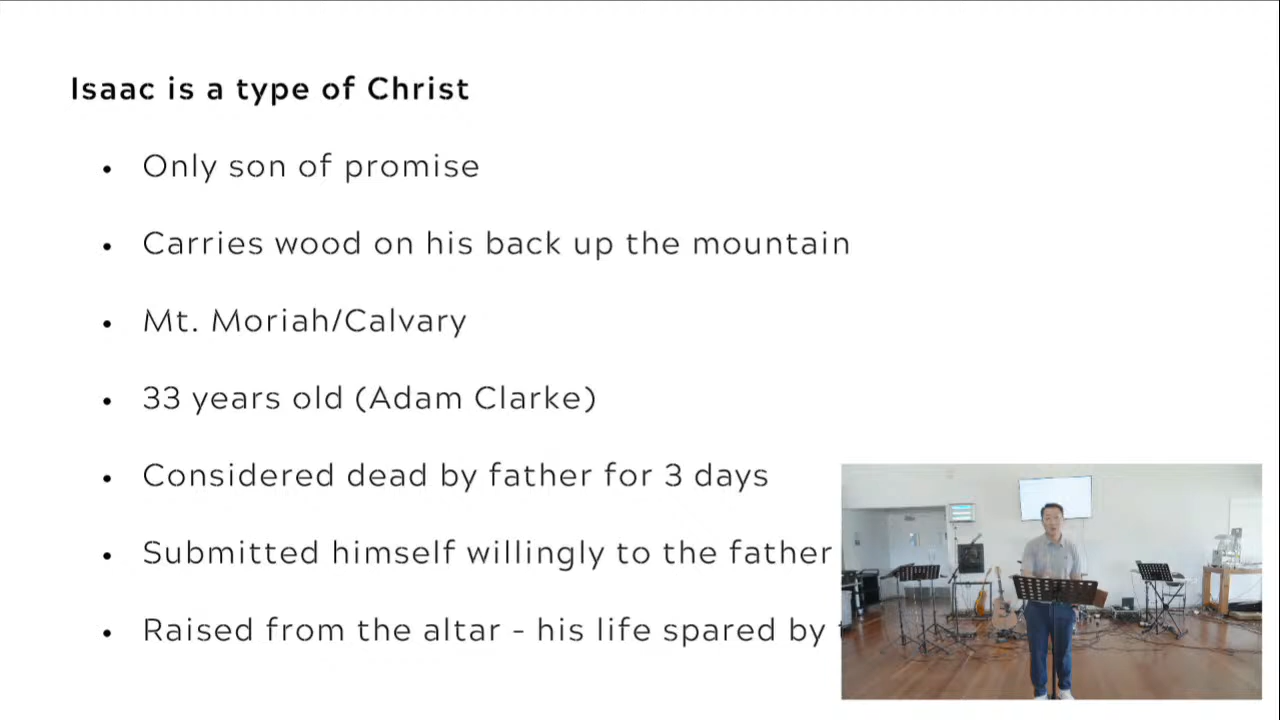 Isaac is a type of Christ
• Only son of promise
• Carries wood on his back up the mountain
• Mt. Moriah/Calvary
• 33 years old (Adam Clarke)
• Considered dead by father for 3 days
• Submitted himself willingly to the father
• Raised from the altar - his life spared by